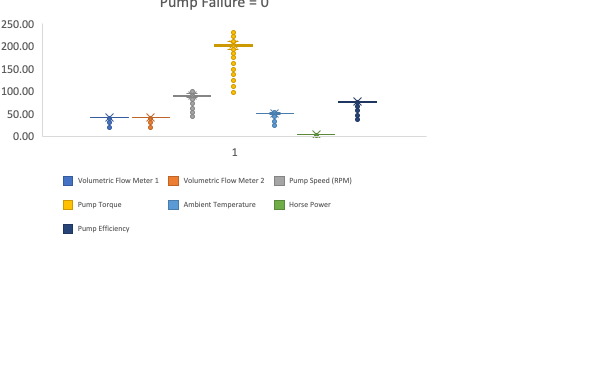 Pump Failure = 0
250.00
200.00
150.00
100.00
50.00
0.00
1
Volumetric Flow Meter 1 Volumetric Flow Meter 2 Pump Speed (RPM)
Pump Torque Ambient Temperature Horse Power
Pump Efficiency